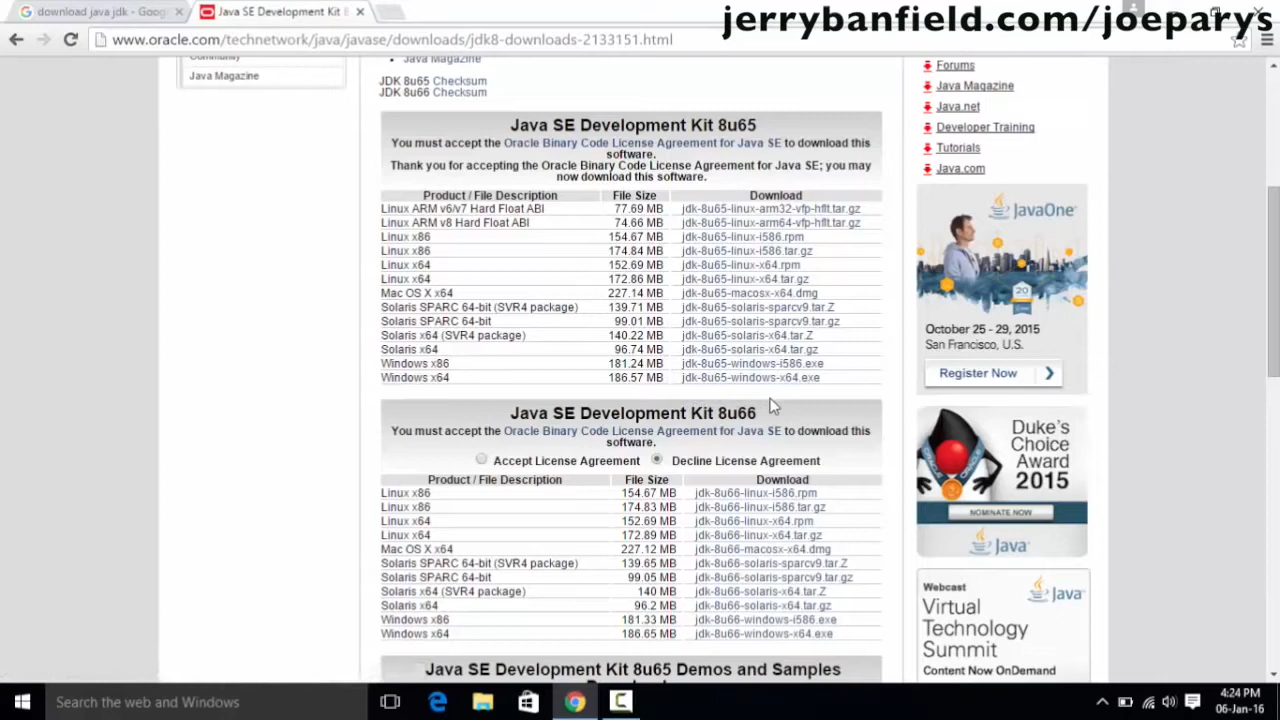 download java jdk - Goog
Java SE Development Kit 8
jerrybanfield.com/joeparys
www.oracle.com/technetwork/java/javase/downloads/jdk8-downloads-2133151.html
Community
Java Magazine
Java Magazine
JDK 8u65 Checksum
JDK 8u66 Checksum
Java SE Development Kit 8u65
You must accept the Oracle Binary Code License Agreement for Java SE to download this
software.
Thank you for accepting the Oracle Binary Code License Agreement for Java SE; you may
now download this software.
Product / File Description File Size Download
Linux ARM v6/v7 Hard Float ABI 77.69 MB jdk-8u65-linux-arm32-vfp-hflt.tar.gz
Linux ARM v8 Hard Float ABI 74.66 MB jdk-8u65-linux-arm64-vfp-hflt.tar.gz
Linux x86 154.67 MB jdk-8u65-linux-i586.rpm
Linux x86 174.84 MB jdk-8u65-linux-i586.tar.gz
Linux x64 152.69 MB jdk-8u65-linux-x64.rpm
Linux x64 172.86 MB jdk-8u65-linux-x64.tar.gz
Mac OS X x64 227.14 MB jdk-8u65-macosx-x64.dmg
Solaris SPARC 64-bit (SVR4 package) 139.71 MB jdk-8u65-solaris-sparcv9.tar.Z
Solaris SPARC 64-bit 99.01 MB jdk-8u65-solaris-sparcv9.tar.gz
Solaris x64 (SVR4 package) 140.22 MB jdk-8u65-solaris-x64.tar.Z
Solaris x64 96.74 MB jdk-8u65-solaris-x64.tar.gz
Windows x86 181.24 MB jdk-8u65-windows-i586.exe
Windows x64 186.57 MB jdk-8u65-windows-x64.exe
Java SE Development Kit 8u66
You must accept the Oracle Binary Code License Agreement for Java SE to download this
software.
Accept License Agreement Decline License Agreement
Product / File Description File Size Download
Linux x86 154.67 MB jdk-8u66-linux-i586.rpm
Linux x86 174.83 MB jdk-8u66-linux-i586.tar.gz
Linux x64 152.69 MB jdk-8u66-linux-x64.rpm
Linux x64 172.89 MB jdk-8u66-linux-x64.tar.gz
Mac OS X x64 227.12 MB jdk-8u66-macosx-x64.dmg
Solaris SPARC 64-bit (SVR4 package) 139.65 MB jdk-8u66-solaris-sparcv9.tar.Z
Solaris SPARC 64-bit 99.05 MB jdk-8u66-solaris-sparcv9.tar.gz
Solaris x64 (SVR4 package) 140 MB jdk-8u66-solaris-x64.tar.Z
Solaris x64 96.2 MB jdk-8u66-solaris-x64.tar.gz
Windows x86 181.33 MB jdk-8u66-windows-i586.exe
Windows x64 186.65 MB jdk-8u66-windows-x64.exe
Java SE Development Kit 8u65 Demos and Samples
Forums
Java Magazine
Java.net
Developer Training
Tutorials
Java.com
JavaOne
20
October 25 - 29, 2015
San Francisco, U.S.
Register Now
Duke's
Choice
Award
2015
NOMINATE NOW
Java
Webcast
Java
Virtual
Technology
Summit
Content Now OnDemand
Search the web and Windows
4:24 PM
06-Jan-16